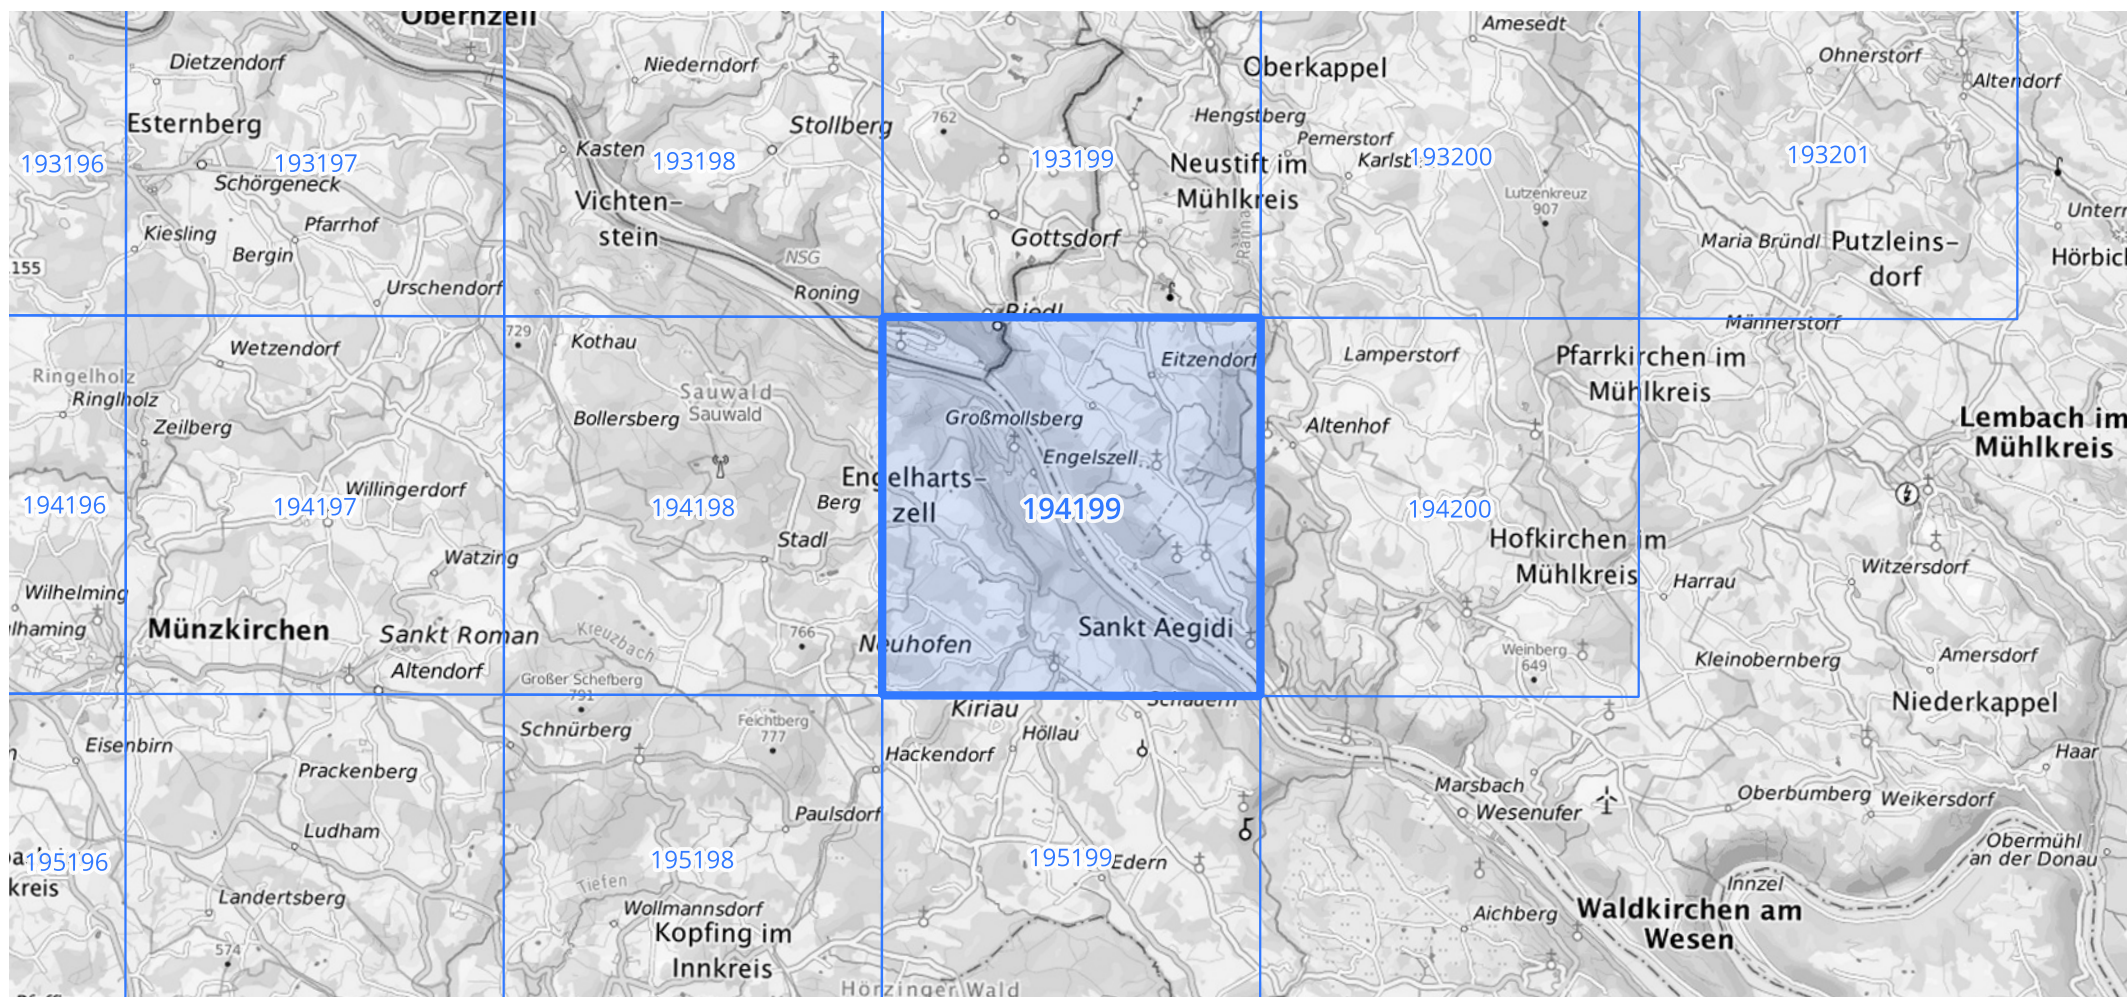 Obernzell
Amesedt
Dietzendorf
Niederndorf
Oberkappel
Ohnerstorf
Altendorf
Esternberg
Stollberg
762
Hengstberg
Pernerstorf
Kasten
193196
193197
193198
193199
Neustift im
Mühlkreis
193200
193201
Schörgeneck
Lutzenkreuz
907
Vichten-
stein
Kiesling
Pfarrhof
Bergin
Gottsdorf
Maria Bründl
Putzleins-
dorf
NSG
155
Urschendorf
Roning
Riedl
729
Kothau
Männerstorf
Wetzendorf
Eitzendorf
Lamperstorf
Pfarrkirchen im
Mühlkreis
Ringelholz
Ringlholz
Sauwald
Sauwald
Zeilberg
Bollersberg
Großmollsberg
Altenhof
Lembach im
Mühlkreis
Engelszell
Engelharts-
zell
Willingerdorf
Berg
194196
194197
194198
194199
194200
Stadl
Hofkirchen im
Mühlkreis
Watzing
Witzersdorf
Harrau
Wilhelming
Münzkirchen
Sankt Roman
Kreuzbach
766
Neuhofen
Sankt Aegidi
Weinberg
649
Kleinobernberg
Amersdorf
Altendorf
Großer Schefberg
791
Niederkappel
Kiriau
Schauern
Schnürberg
Feichtberg
777
Höllau
Hackendorf
Eisenbirn
Haar
Prackenberg
Marsbach
Wesenufer
Oberbumberg
Weikersdorf
Paulsdorf
Ludham
Obermühl
an der Donau
195196
195198
195199
Edern
kreis
Tiefen
Innzel
Landertsberg
Wollmannsdorf
Aichberg
Waldkirchen am
Wesen
Kopfing im
Innkreis
574
Hörzinger Wald